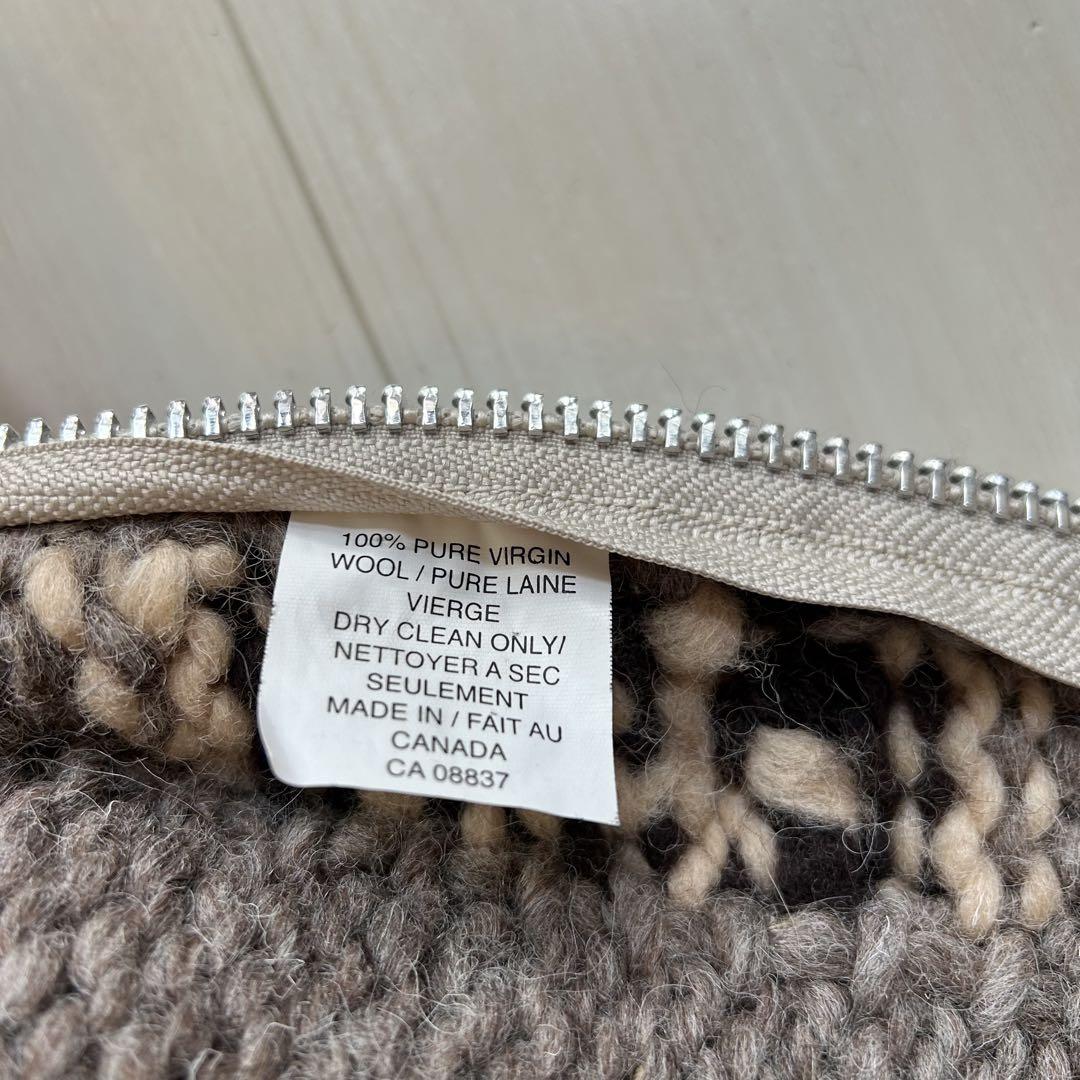 100% PURE VIRGIN
WOOL / PURE LAINE
VIERGE
DRY CLEAN ONLY/
NETTOYER A SEC
SEULEMENT
MADE IN / FAIT AU
CANADA
CA 08837